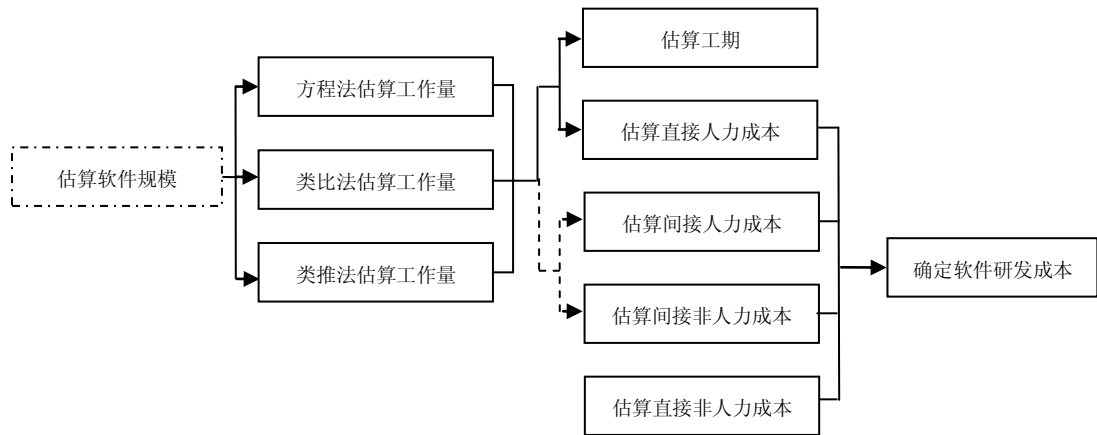 估算软件规模
方程法估算工作量
类比法估算工作量
类推法估算工作量
估算工期
估算直接人力成本
估算间接人力成本
估算间接非人力成本
估算直接非人力成本
确定软件研发成本